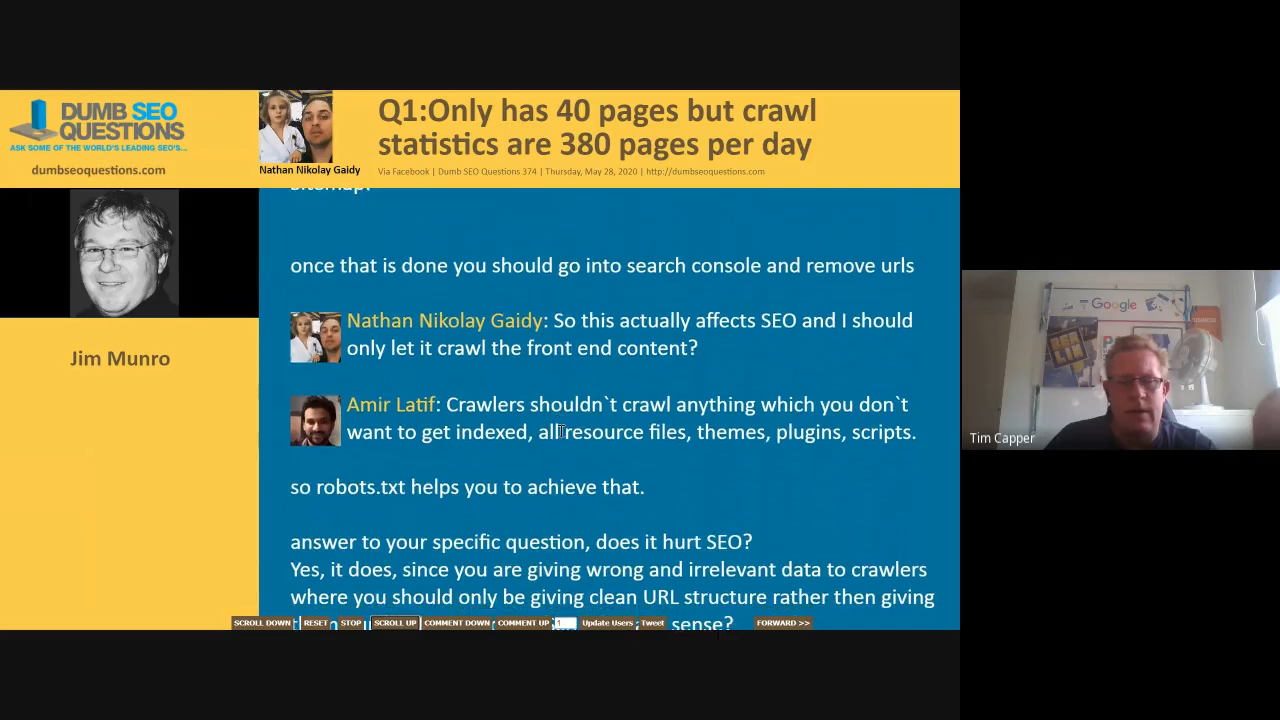 DUMB SEO
QUESTIONS
ASK SOME OF THE WORLD'S LEADING SEO's...
dumbseoquestions.com
Nathan Nikolay Gaidy
Q1:Only has 40 pages but crawl
statistics are 380 pages per day
Via Facebook | Dumb SEO Questions 374 | Thursday, May 28, 2020 | http://dumbseoquestions.com
Jim Munro
once that is done you should go into search console and remove urls
Nathan Nikolay Gaidy: So this actually affects SEO and I should
only let it crawl the front end content?
Amir Latif: Crawlers shouldn`t crawl anything which you don`t
want to get indexed, all resource files, themes, plugins, scripts.
so robots.txt helps you to achieve that.
answer to your specific question, does it hurt SEO?
Yes, it does, since you are giving wrong and irrelevant data to crawlers
where you should only be giving clean URL structure rather then giving
sense?
SCROLL DOWN RESET STOP SCROLL UP COMMENT DOWN COMMENT UP 1 Update Users Tweet FORWARD >>
Google
BUSINESS
Tim Capper